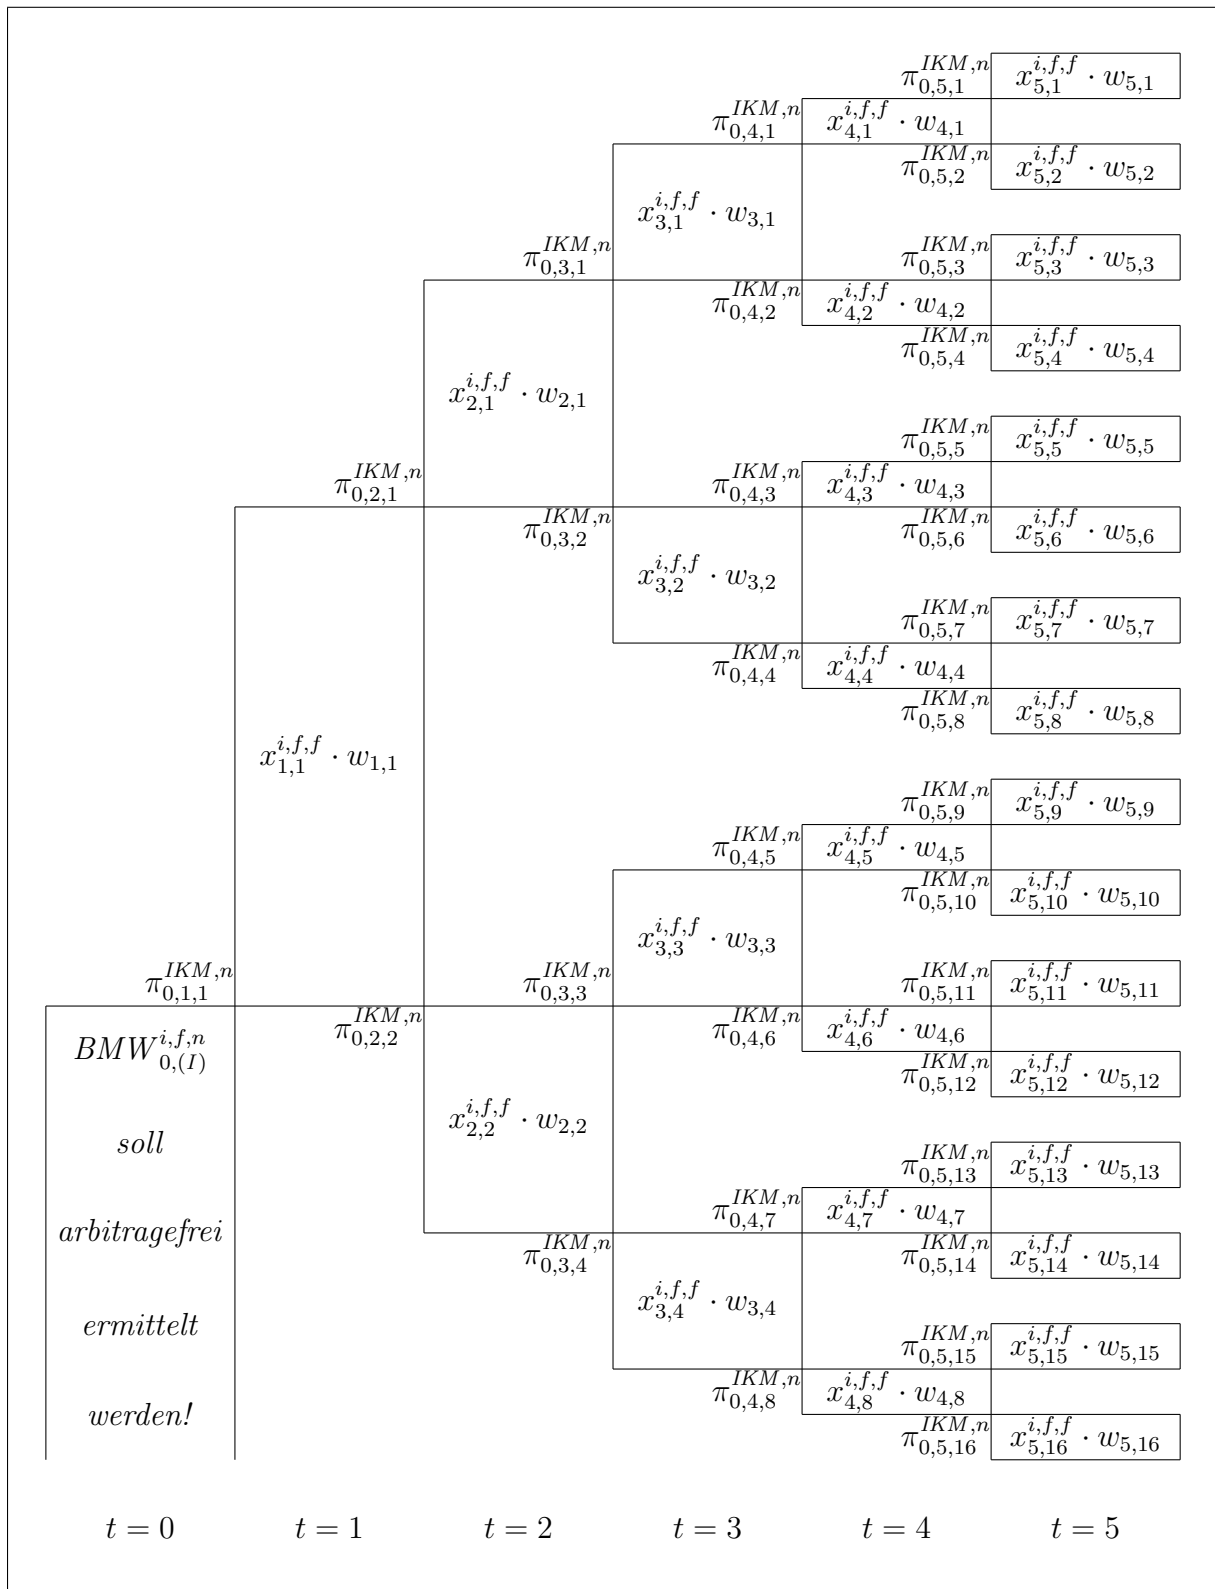 π_{0,5,1}^{IKM,n} x_{5,1}^{i,f,f} · w_{5,1}
π_{0,4,1}^{IKM,n} x_{4,1}^{i,f,f} · w_{4,1}
π_{0,5,2}^{IKM,n} x_{5,2}^{i,f,f} · w_{5,2}
x_{3,1}^{i,f,f} · w_{3,1}
π_{0,3,1}^{IKM,n} π_{0,5,3}^{IKM,n} x_{5,3}^{i,f,f} · w_{5,3}
π_{0,4,2}^{IKM,n} x_{4,2}^{i,f,f} · w_{4,2}
π_{0,5,4}^{IKM,n} x_{5,4}^{i,f,f} · w_{5,4}
x_{2,1}^{i,f,f} · w_{2,1}
π_{0,5,5}^{IKM,n} x_{5,5}^{i,f,f} · w_{5,5}
π_{0,2,1}^{IKM,n} π_{0,4,3}^{IKM,n} x_{4,3}^{i,f,f} · w_{4,3}
π_{0,3,2}^{IKM,n} π_{0,5,6}^{IKM,n} x_{5,6}^{i,f,f} · w_{5,6}
x_{3,2}^{i,f,f} · w_{3,2}
π_{0,5,7}^{IKM,n} x_{5,7}^{i,f,f} · w_{5,7}
π_{0,4,4}^{IKM,n} x_{4,4}^{i,f,f} · w_{4,4}
π_{0,5,8}^{IKM,n} x_{5,8}^{i,f,f} · w_{5,8}
x_{1,1}^{i,f,f} · w_{1,1}
π_{0,5,9}^{IKM,n} x_{5,9}^{i,f,f} · w_{5,9}
π_{0,4,5}^{IKM,n} x_{4,5}^{i,f,f} · w_{4,5}
π_{0,5,10}^{IKM,n} x_{5,10}^{i,f,f} · w_{5,10}
x_{3,3}^{i,f,f} · w_{3,3}
π_{0,1,1}^{IKM,n} π_{0,3,3}^{IKM,n} π_{0,5,11}^{IKM,n} x_{5,11}^{i,f,f} · w_{5,11}
BMW_{0,(I)}^{i,f,n} π_{0,2,2}^{IKM,n} π_{0,4,6}^{IKM,n} x_{4,6}^{i,f,f} · w_{4,6}
π_{0,5,12}^{IKM,n} x_{5,12}^{i,f,f} · w_{5,12}
x_{2,2}^{i,f,f} · w_{2,2}
soll
π_{0,5,13}^{IKM,n} x_{5,13}^{i,f,f} · w_{5,13}
π_{0,4,7}^{IKM,n} x_{4,7}^{i,f,f} · w_{4,7}
arbitragefrei
π_{0,3,4}^{IKM,n} π_{0,5,14}^{IKM,n} x_{5,14}^{i,f,f} · w_{5,14}
x_{3,4}^{i,f,f} · w_{3,4}
ermittelt
π_{0,5,15}^{IKM,n} x_{5,15}^{i,f,f} · w_{5,15}
π_{0,4,8}^{IKM,n} x_{4,8}^{i,f,f} · w_{4,8}
werden!
π_{0,5,16}^{IKM,n} x_{5,16}^{i,f,f} · w_{5,16}
t = 0 t = 1 t = 2 t = 3 t = 4 t = 5